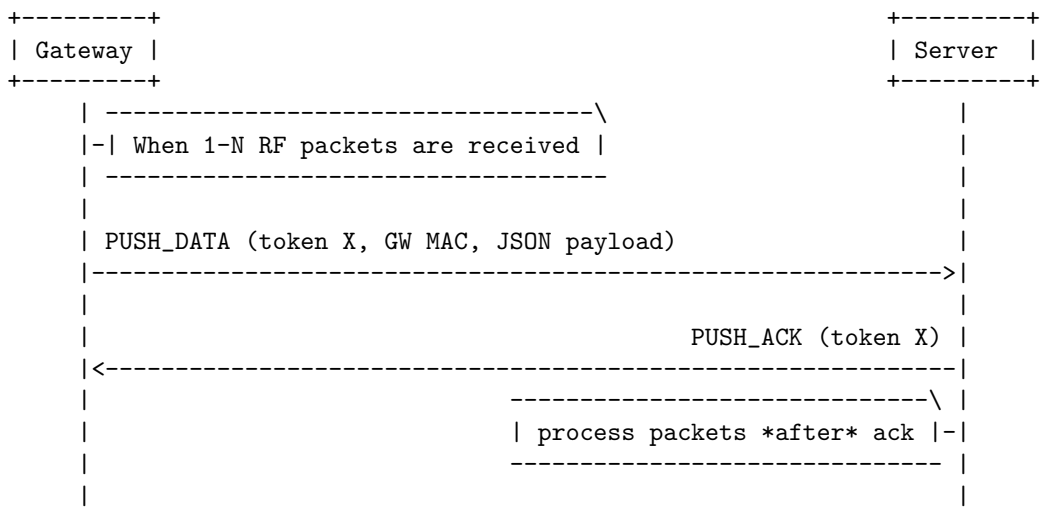 Gateway Server
When 1-N RF packets are received
PUSH_DATA (token X, GW MAC, JSON payload)
PUSH_ACK (token X)
process packets *after* ack